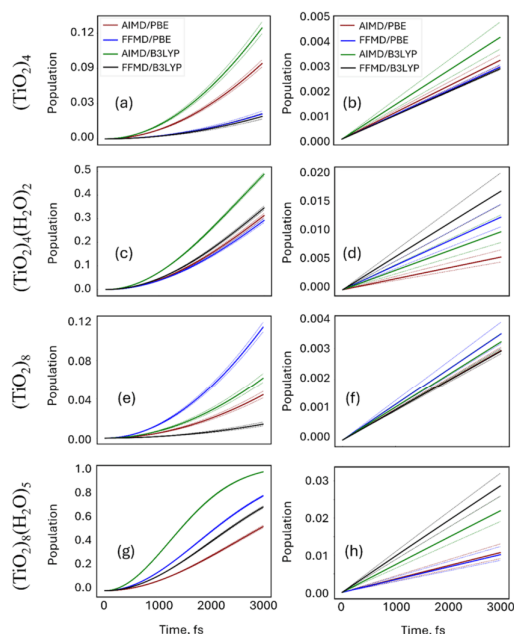 (TiO₂)₄
Population
0.12
0.09
0.03
0.00
AIMD/PBE
FFMD/PBE
AIMD/B3LYP
FFMD/B3LYP
(a)
Population
0.005
0.004
0.003
0.002
0.001
0.000
AIMD/PBE
FFMD/PBE
AIMD/B3LYP
FFMD/B3LYP
(b)
(TiO₂)₄(H₂O)₂
Population
0.5
0.4
0.3
0.2
0.1
0.0
(c)
Population
0.020
0.015
0.010
0.005
0.000
(d)
(TiO₂)₈
Population
0.12
0.08
0.04
0.00
(e)
Population
0.004
0.003
0.002
0.001
0.000
(f)
(TiO₂)₈(H₂O)₅
Population
1.0
0.8
0.6
0.4
0.2
0.0
(g)
0 1000 2000 3000
Time, fs
Population
0.03
0.02
0.01
0.00
(h)
0 1000 2000 3000
Time, fs